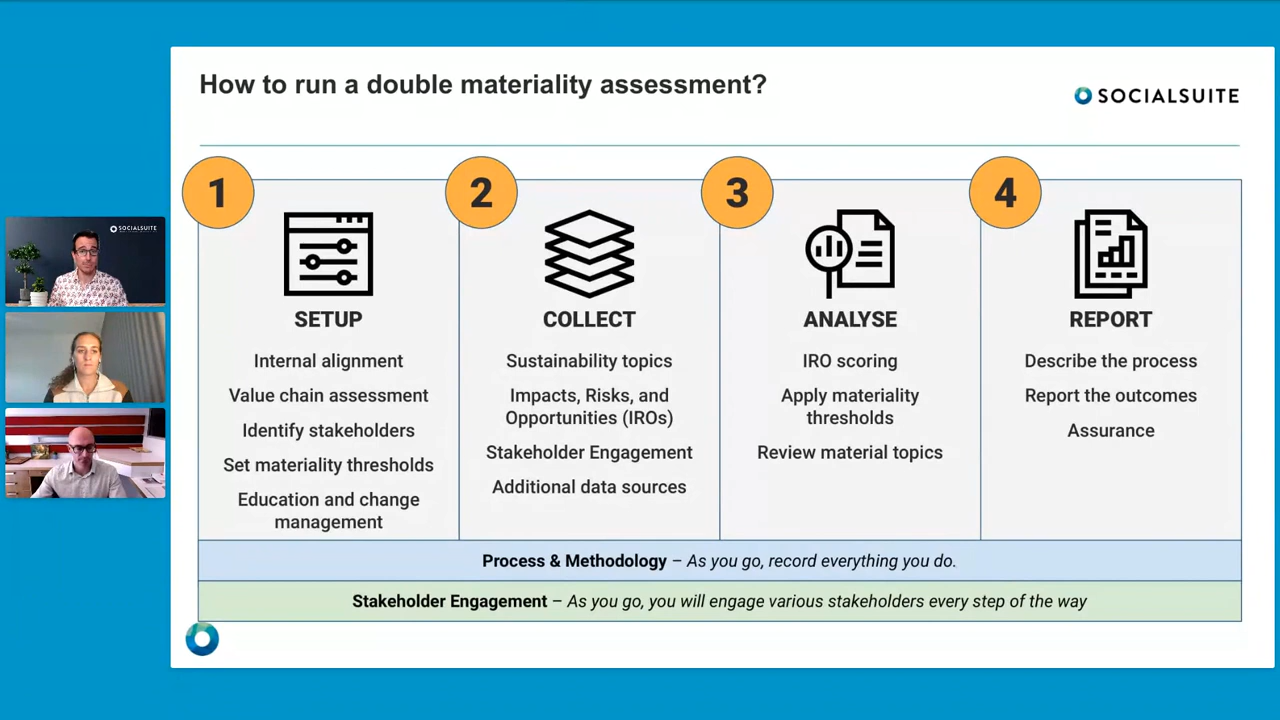 How to run a double materiality assessment?
SOCIALSUITE
SOCIALSUITE
1
SETUP
Internal alignment
Value chain assessment
Identify stakeholders
Set materiality thresholds
Education and change
management
2
COLLECT
Sustainability topics
Impacts, Risks, and
Opportunities (IROs)
Stakeholder Engagement
Additional data sources
3
ANALYSE
IRO scoring
Apply materiality
thresholds
Review material topics
4
REPORT
Describe the process
Report the outcomes
Assurance
Process & Methodology – As you go, record everything you do.
Stakeholder Engagement – As you go, you will engage various stakeholders every step of the way